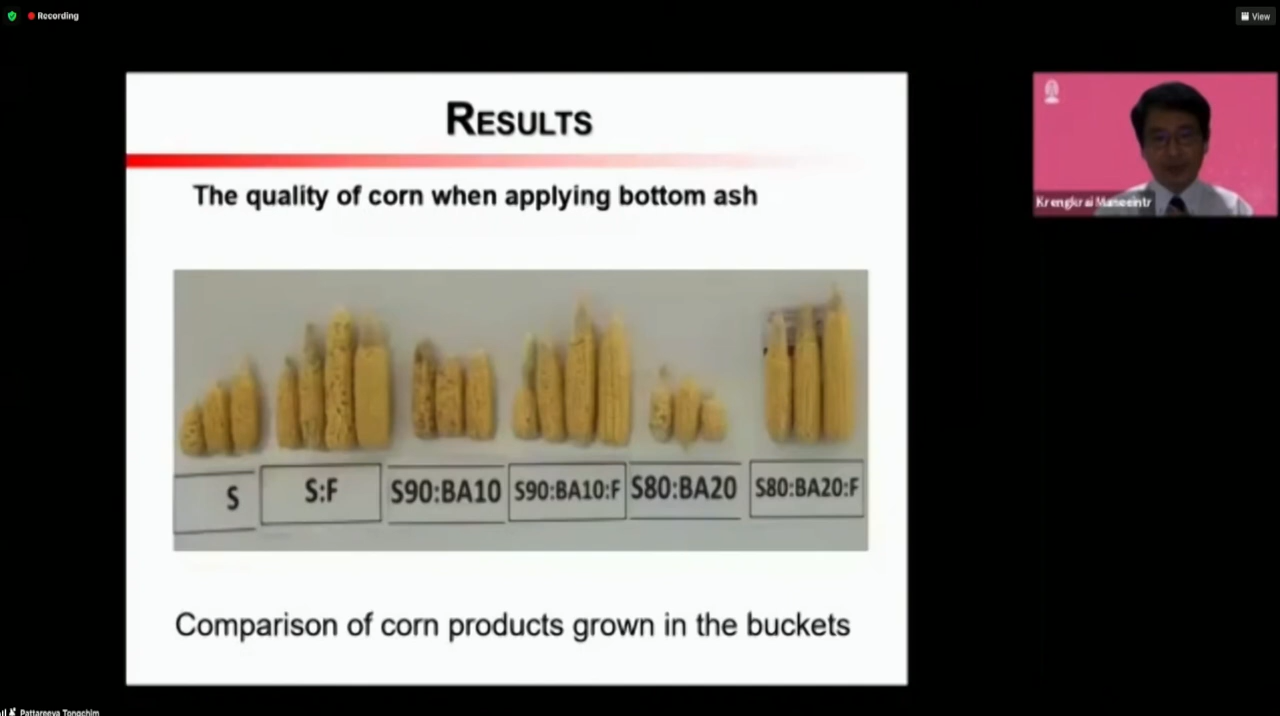 Recording
View
RESULTS
The quality of corn when applying bottom ash
Krengkrai Maneeintr
S
S:F
S90:BA10
S90:BA10:F
S80:BA20
S80:BA20:F
Comparison of corn products grown in the buckets
Pattareeya Tongchim